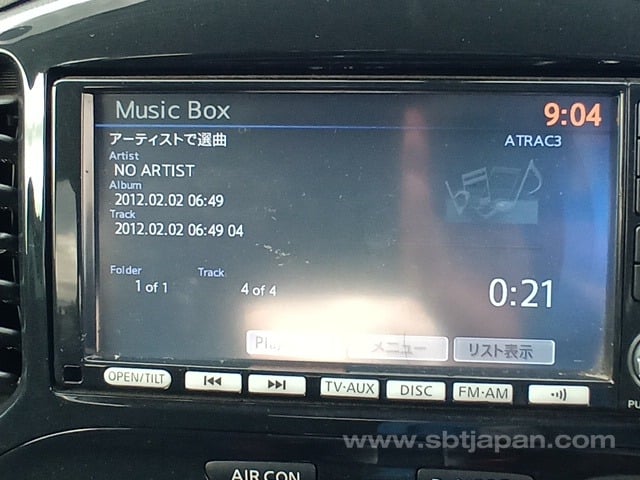 Music Box
9:04
アーティストで選曲
ATRAC3
Artist
NO ARTIST
Album
2012.02.02 06:49
Track
2012.02.02 06:49 04
Folder Track
1 of 1 4 of 4
0:21
メニュー リスト表示
OPEN/TILT TV·AUX DISC FM·AM
www.sbtjapan.com
AIR CON